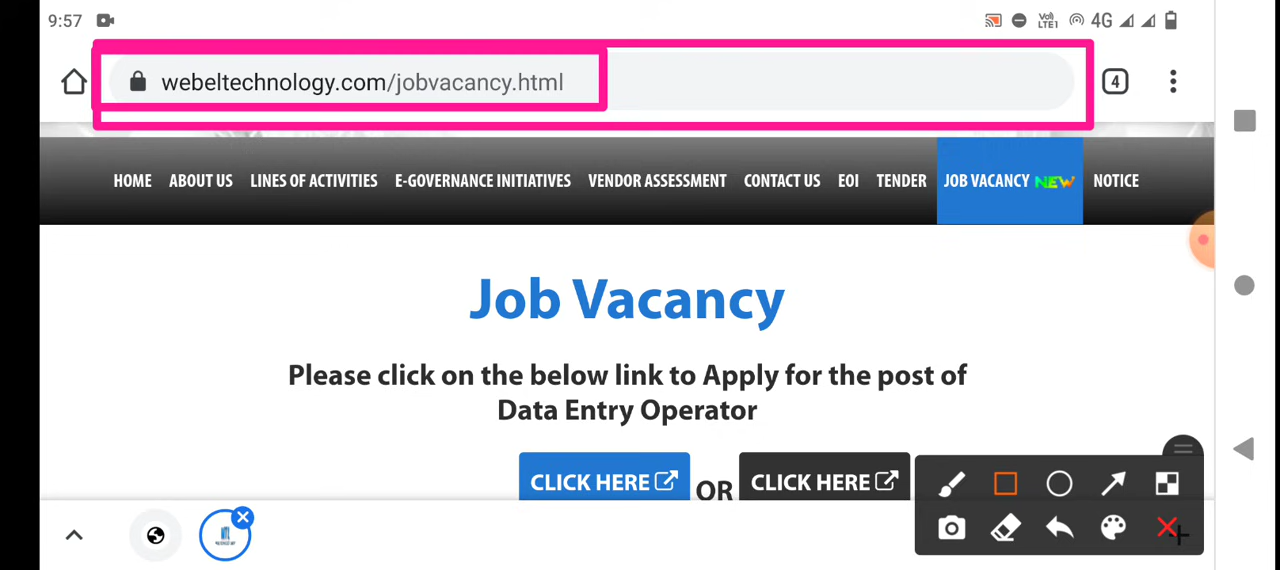 9:57 Vo) LTE1 4G
webeltechnology.com/jobvacancy.html 4
HOME ABOUT US LINES OF ACTIVITIES E-GOVERNANCE INITIATIVES VENDOR ASSESSMENT CONTACT US EOI TENDER JOB VACANCY NEW NOTICE
Job Vacancy
Please click on the below link to Apply for the post of
Data Entry Operator
CLICK HERE OR CLICK HERE